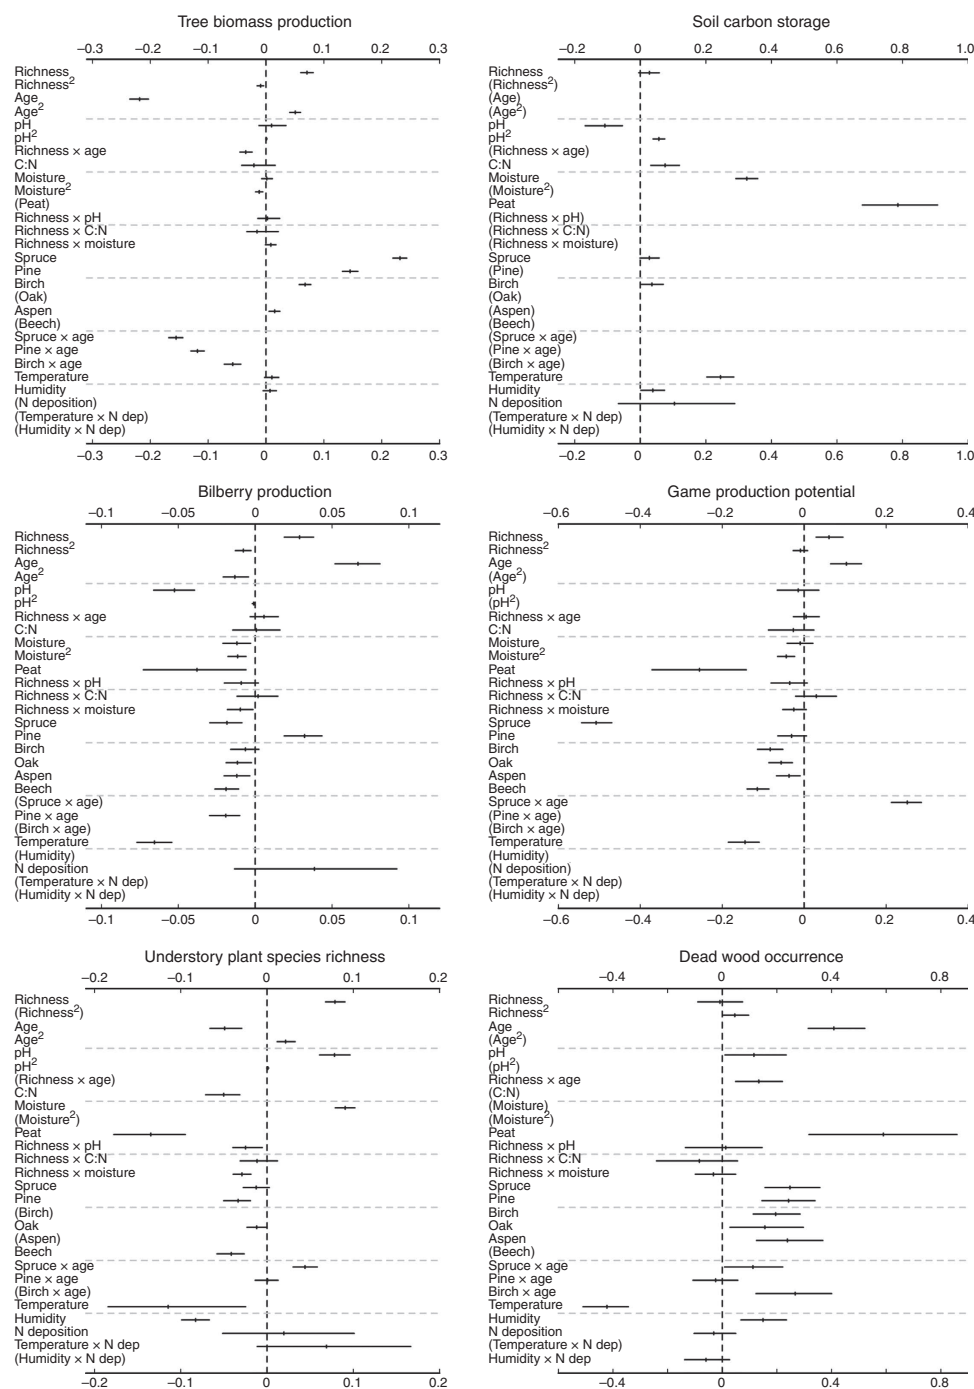 Tree biomass production
−0.3 −0.2 −0.1 0 0.1 0.2 0.3
Richness
Richness²
Age
Age²
pH
pH²
Richness × age
C:N
Moisture
Moisture²
(Peat)
Richness × pH
Richness × C:N
Richness × moisture
Spruce
Pine
Birch
(Oak)
Aspen
(Beech)
Spruce × age
Pine × age
Birch × age
Temperature
Humidity
(N deposition)
(Temperature × N dep)
(Humidity × N dep)
−0.3 −0.2 −0.1 0 0.1 0.2 0.3
Soil carbon storage
−0.2 0 0.2 0.4 0.6 0.8 1.0
Richness
(Richness²)
(Age)
(Age²)
pH
pH²
(Richness × age)
C:N
Moisture
(Moisture²)
Peat
(Richness × pH)
(Richness × C:N)
(Richness × moisture)
Spruce
(Pine)
Birch
(Oak)
(Aspen)
(Beech)
(Spruce × age)
(Pine × age)
(Birch × age)
Temperature
Humidity
N deposition
(Temperature × N dep)
(Humidity × N dep)
−0.2 0 0.2 0.4 0.6 0.8 1.0
Bilberry production
−0.1 −0.05 0 0.05 0.1
Richness
Richness²
Age
Age²
pH
pH²
Richness × age
C:N
Moisture
Moisture²
Peat
Richness × pH
Richness × C:N
Richness × moisture
Spruce
Pine
Birch
Oak
Aspen
Beech
(Spruce × age)
Pine × age
(Birch × age)
Temperature
(Humidity)
N deposition
(Temperature × N dep)
(Humidity × N dep)
−0.1 −0.05 0 0.05 0.1
Game production potential
−0.6 −0.4 −0.2 0 0.2 0.4
Richness
Richness²
Age
(Age²)
pH
(pH²)
Richness × age
C:N
Moisture
Moisture²
Peat
Richness × pH
Richness × C:N
Richness × moisture
Spruce
Pine
Birch
Oak
Aspen
Beech
Spruce × age
(Pine × age)
(Birch × age)
Temperature
(Humidity)
(N deposition)
(Temperature × N dep)
(Humidity × N dep)
−0.6 −0.4 −0.2 0 0.2 0.4
Understory plant species richness
−0.2 −0.1 0 0.1 0.2
Richness
(Richness²)
Age
Age²
pH
pH²
(Richness × age)
C:N
Moisture
(Moisture²)
Peat
Richness × pH
Richness × C:N
Richness × moisture
Spruce
Pine
(Birch)
Oak
(Aspen)
Beech
Spruce × age
Pine × age
(Birch × age)
Temperature
Humidity
N deposition
Temperature × N dep
(Humidity × N dep)
−0.2 −0.1 0 0.1 0.2
Dead wood occurrence
−0.4 0 0.4 0.8
Richness
Richness²
Age
(Age²)
pH
(pH²)
Richness × age
(C:N)
(Moisture)
(Moisture²)
Peat
Richness × pH
Richness × C:N
Richness × moisture
Spruce
Pine
Birch
Oak
Aspen
(Beech)
Spruce × age
Pine × age
Birch × age
Temperature
Humidity
N deposition
(Temperature × N dep)
Humidity × N dep
−0.4 0 0.4 0.8